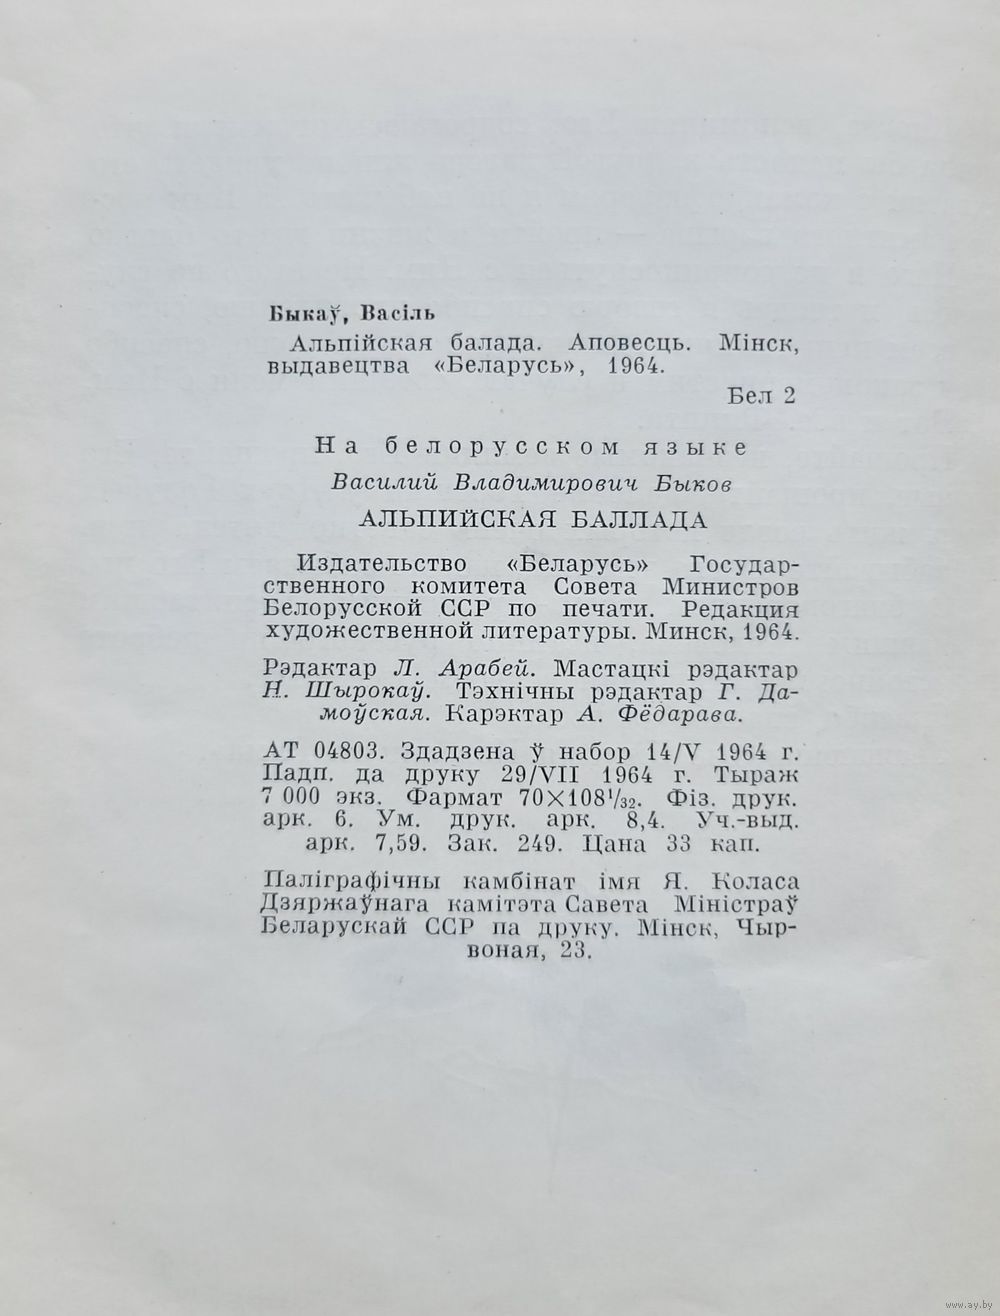 Быкаў, Васіль
Альпійская балада. Аповесць. Мінск,
выдавецтва «Беларусь», 1964.
Бел 2
На белорусском языке
Василий Владимирович Быков
АЛЬПИЙСКАЯ БАЛЛАДА
Издательство «Беларусь» Государ-
ственного комитета Совета Министров
Белорусской ССР по печати. Редакция
художественной литературы. Минск, 1964.
Рэдактар Л. Арабей. Мастацкі рэдактар
Н. Шырокаў. Тэхнічны рэдактар Г. Да-
моўская. Карэктар А. Фёдарава.
АТ 04803. Здадзена ў набор 14/V 1964 г.
Падп. да друку 29/VII 1964 г. Тыраж
7 000 экз. Фармат 70×108¹/₃₂. Фіз. друк.
арк. 6. Ум. друк. арк. 8,4. Уч.-выд.
арк. 7,59. Зак. 249. Цана 33 кап.
Паліграфічны камбінат імя Я. Коласа
Дзяржаўнага камітэта Савета Міністраў
Беларускай ССР па друку. Мінск, Чыр-
воная, 23.
www.ay.by